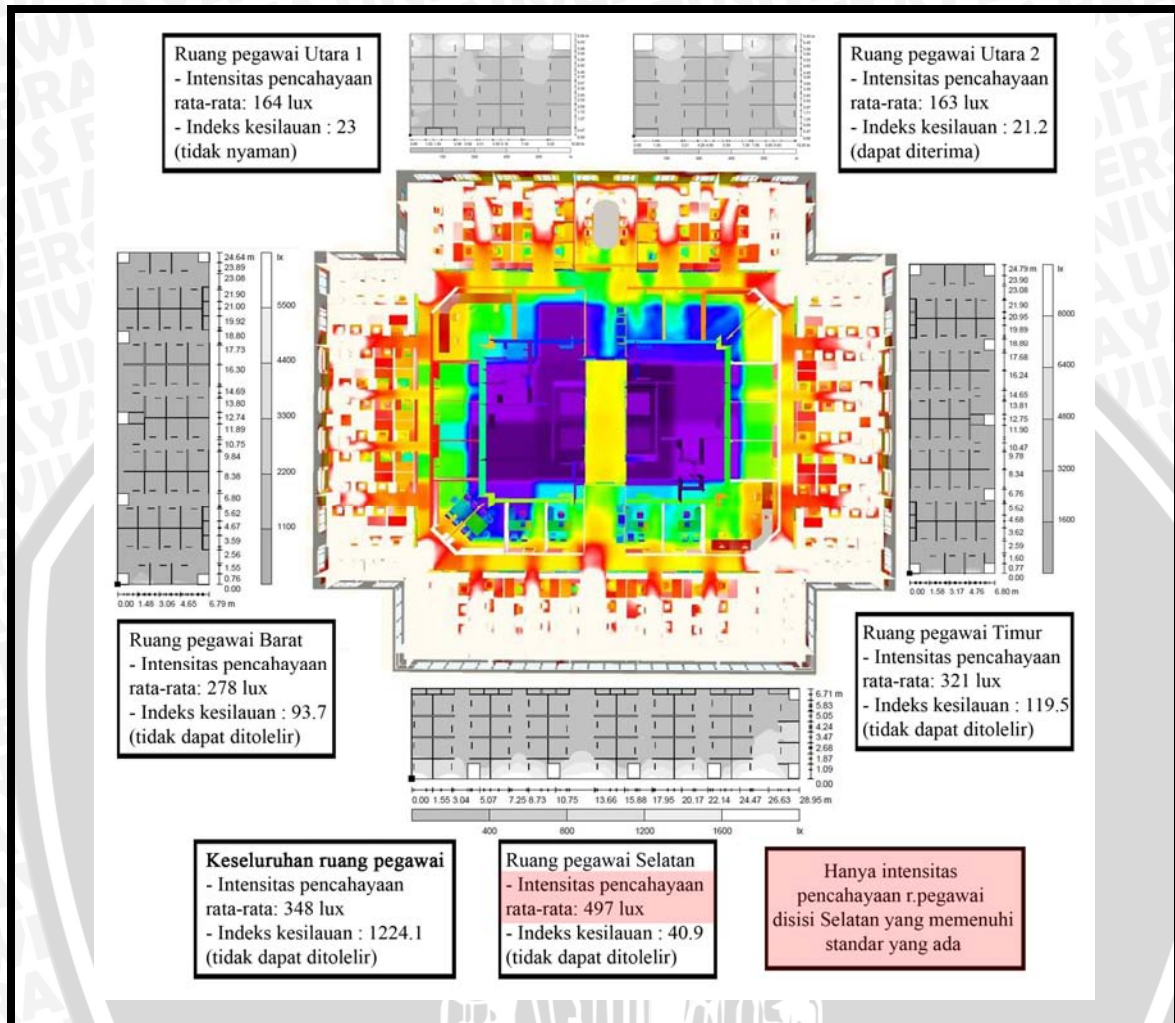 Ruang pegawai Utara 1
- Intensitas pencahayaan
rata-rata: 164 lux
- Indeks kesilauan : 23
(tidak nyaman)
Ruang pegawai Utara 2
- Intensitas pencahayaan
rata-rata: 163 lux
- Indeks kesilauan : 21.2
(dapat diterima)
24.64 m
23.89
23.08
21.90
21.00
19.92
18.80
17.73
16.30
14.69
13.80
12.74
11.89
10.75
9.84
8.38
6.80
5.62
4.67
3.59
2.56
1.55
0.76
0.00
0.00 1.48 3.06 4.65 6.79 m
lx
5500
4400
3300
2200
1100
24.79 m
23.90
23.08
21.90
20.95
19.89
18.80
17.68
16.24
14.65
13.81
12.75
11.90
10.47
9.78
8.34
6.76
5.62
4.68
3.62
2.59
1.60
0.77
0.00
0.00 1.58 3.17 4.76 6.80 m
lx
8000
6400
4800
3200
1600
Ruang pegawai Barat
- Intensitas pencahayaan
rata-rata: 278 lux
- Indeks kesilauan : 93.7
(tidak dapat ditolelir)
Ruang pegawai Timur
- Intensitas pencahayaan
rata-rata: 321 lux
- Indeks kesilauan : 119.5
(tidak dapat ditolelir)
6.71 m
5.83
5.05
4.24
3.47
2.68
1.87
1.09
0.00
0.00 1.55 3.04 5.07 7.25 8.73 10.75 13.66 15.88 17.95 20.17 22.14 24.47 26.63 28.95 m
400 800 1200 1600 lx
Keseluruhan ruang pegawai
- Intensitas pencahayaan
rata-rata: 348 lux
- Indeks kesilauan : 1224.1
(tidak dapat ditolelir)
Ruang pegawai Selatan
- Intensitas pencahayaan
rata-rata: 497 lux
- Indeks kesilauan : 40.9
(tidak dapat ditolelir)
Hanya intensitas
pencahayaan r.pegawai
disisi Selatan yang memenuhi
standar yang ada